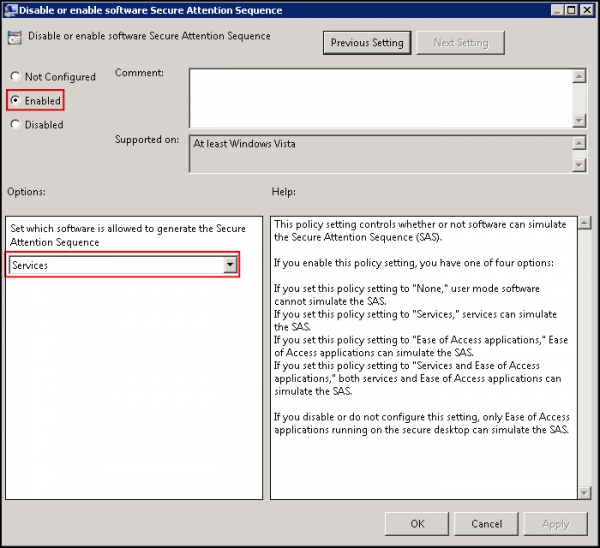 Disable or enable software Secure Attention Sequence
Disable or enable software Secure Attention Sequence
Previous Setting
Next Setting
Not Configured
Comment:
Enabled
Disabled
Supported on:
At least Windows Vista
Options:
Help:
Set which software is allowed to generate the Secure
Attention Sequence
Services
This policy setting controls whether or not software can simulate
the Secure Attention Sequence (SAS).
If you enable this policy setting, you have one of four options:
If you set this policy setting to "None," user mode software
cannot simulate the SAS.
If you set this policy setting to "Services," services can simulate
the SAS.
If you set this policy setting to "Ease of Access applications," Ease
of Access applications can simulate the SAS.
If you set this policy setting to "Services and Ease of Access
applications," both services and Ease of Access applications can
simulate the SAS.
If you disable or do not configure this setting, only Ease of Access
applications running on the secure desktop can simulate the SAS.
OK
Cancel
Apply